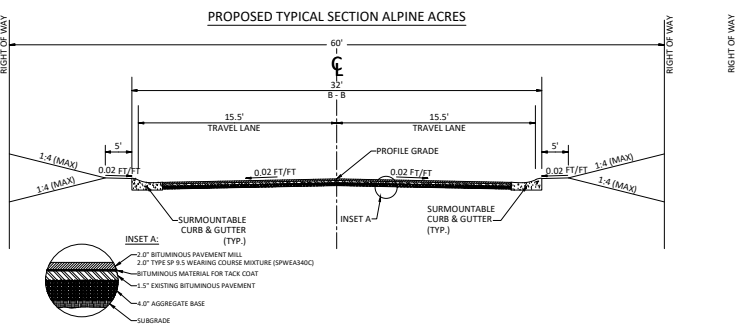 PROPOSED TYPICAL SECTION ALPINE ACRES
RIGHT OF WAY
RIGHT OF WAY
RIGHT OF WAY
60'
℄
32'
B - B
15.5'
TRAVEL LANE
15.5'
TRAVEL LANE
5'
5'
PROFILE GRADE
1:4 (MAX)
0.02 FT/FT
0.02 FT/FT
0.02 FT/FT
0.02 FT/FT
1:4 (MAX)
1:4 (MAX)
1:4 (MAX)
SURMOUNTABLE
CURB & GUTTER
(TYP.)
INSET A
SURMOUNTABLE
CURB & GUTTER
(TYP.)
INSET A:
2.0" BITUMINOUS PAVEMENT MILL
2.0" TYPE SP 9.5 WEARING COURSE MIXTURE (SPWEA340C)
BITUMINOUS MATERIAL FOR TACK COAT
1.5" EXISTING BITUMINOUS PAVEMENT
4.0" AGGREGATE BASE
SUBGRADE